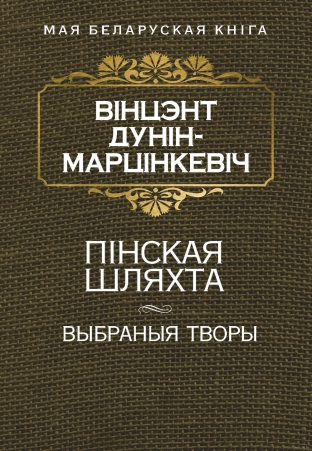 МАЯ БЕЛАРУСКАЯ КНІГА
ВІНЦЭНТ
ДУНІН-
МАРЦІНКЕВІЧ
ПІНСКАЯ
ШЛЯХТА
ВЫБРАНЫЯ ТВОРЫ